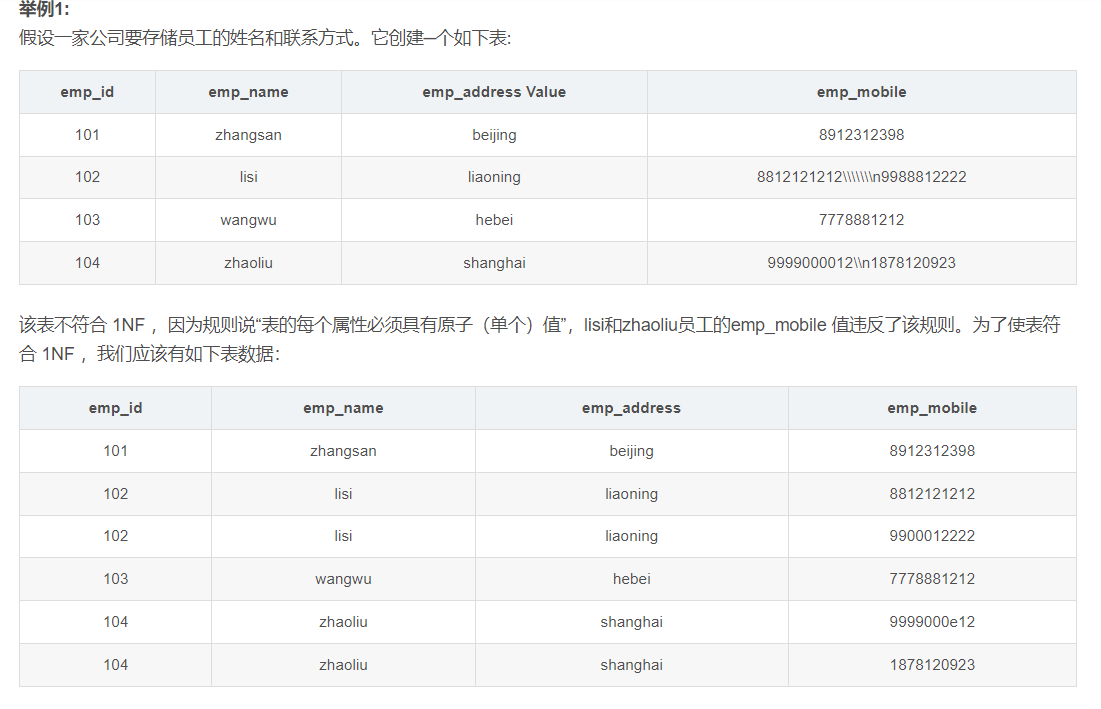 举例1:
假设一家公司要存储员工的姓名和联系方式。它创建一个如下表:
emp_id emp_name emp_address Value emp_mobile
101 zhangsan beijing 8912312398
102 lisi liaoning 8812121212\\\\\\\n9988812222
103 wangwu hebei 7778881212
104 zhaoliu shanghai 9999000012\\n1878120923
该表不符合 1NF ，因为规则说“表的每个属性必须具有原子（单个）值”，lisi和zhaoliu员工的emp_mobile 值违反了该规则。为了使表符
合 1NF ，我们应该有如下表数据：
emp_id emp_name emp_address emp_mobile
101 zhangsan beijing 8912312398
102 lisi liaoning 8812121212
102 lisi liaoning 9900012222
103 wangwu hebei 7778881212
104 zhaoliu shanghai 9999000e12
104 zhaoliu shanghai 1878120923